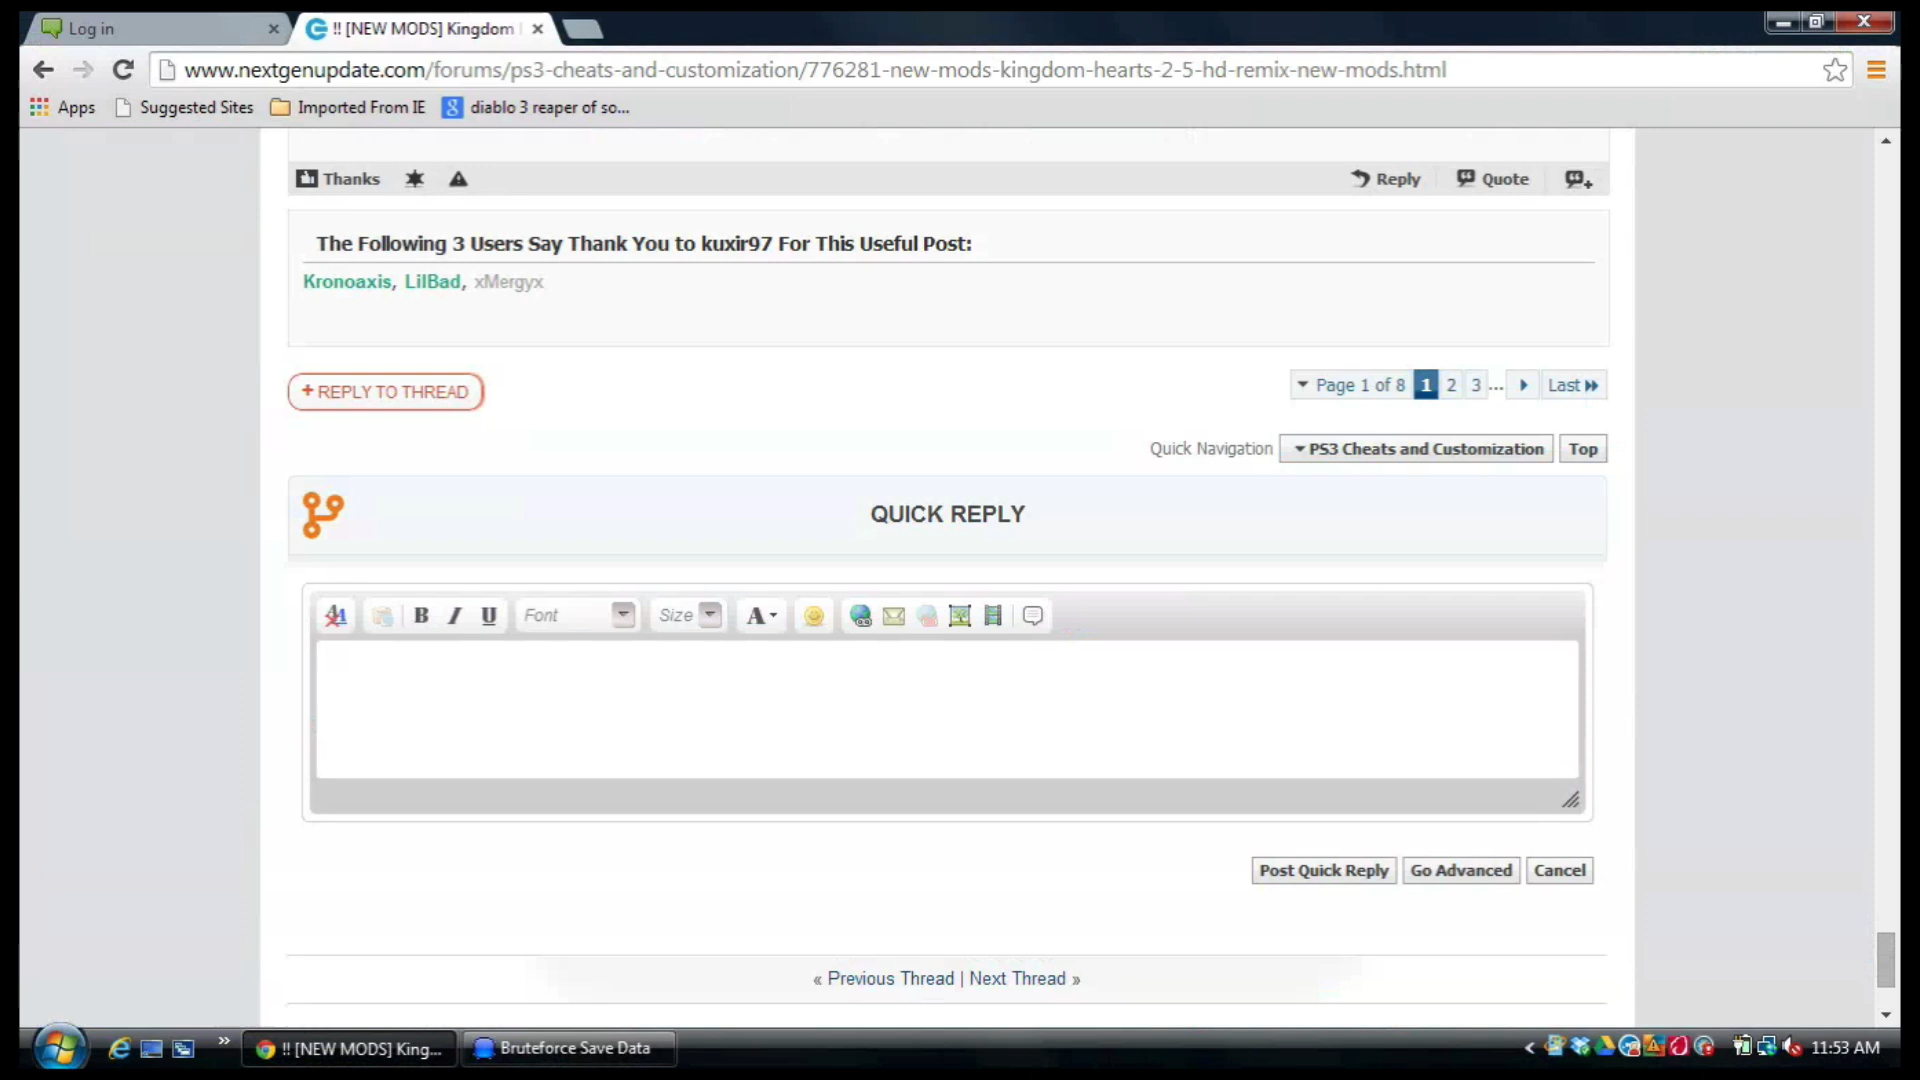 Log in
!! [NEW MODS] Kingdom
www.nextgenupdate.com/forums/ps3-cheats-and-customization/776281-new-mods-kingdom-hearts-2-5-hd-remix-new-mods.html
Apps Suggested Sites Imported From IE diablo 3 reaper of so...
Thanks Reply Quote
The Following 3 Users Say Thank You to kuxir97 For This Useful Post:
Kronoaxis, LilBad, xMergyx
+ REPLY TO THREAD
Page 1 of 8 1 2 3 ... Last
Quick Navigation PS3 Cheats and Customization Top
QUICK REPLY
B I U Font Size A
Post Quick Reply Go Advanced Cancel
« Previous Thread | Next Thread »
!! [NEW MODS] King... Bruteforce Save Data 11:53 AM